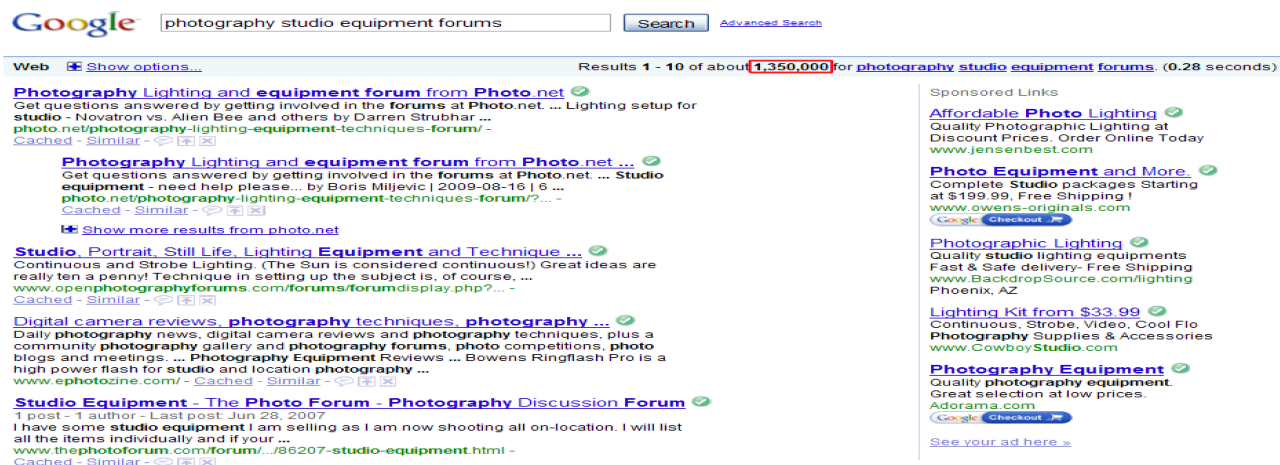 Google photography studio equipment forums Search Advanced Search
Web Show options... Results 1 - 10 of about 1,350,000 for photography studio equipment forums. (0.28 seconds)
Photography Lighting and equipment forum from Photo.net
Get questions answered by getting involved in the forums at Photo.net. ... Lighting setup for
studio - Novatron vs. Alien Bee and others by Darren Strubhar ...
photo.net/photography-lighting-equipment-techniques-forum/ -
Cached - Similar -
Photography Lighting and equipment forum from Photo.net ...
Get questions answered by getting involved in the forums at Photo.net. ... Studio
equipment - need help please... by Boris Miljevic | 2009-08-16 | 6 ...
photo.net/photography-lighting-equipment-techniques-forum/?... -
Cached - Similar -
Show more results from photo.net
Studio, Portrait, Still Life, Lighting Equipment and Technique ...
Continuous and Strobe Lighting. (The Sun is considered continuous!) Great ideas are
really ten a penny! Technique in setting up the subject is, of course, ...
www.openphotographyforums.com/forums/forumdisplay.php?... -
Cached - Similar -
Digital camera reviews, photography techniques, photography ...
Daily photography news, digital camera reviews and photography techniques, plus a
community photography gallery and photography forums, photo competitions, photo
blogs and meetings. ... Photography Equipment Reviews ... Bowens Ringflash Pro is a
high power flash for studio and location photography ...
www.ephotozine.com/ - Cached - Similar -
Studio Equipment - The Photo Forum - Photography Discussion Forum
1 post - 1 author - Last post: Jun 28, 2007
I have some studio equipment I am selling as I am now shooting all on-location. I will list
all the items individually and if your ...
www.thephotoforum.com/forum/.../86207-studio-equipment.html -
Cached - Similar -
Sponsored Links
Affordable Photo Lighting
Quality Photographic Lighting at
Discount Prices. Order Online Today
www.jensenbest.com
Photo Equipment and More.
Complete Studio packages Starting
at $199.99, Free Shipping !
www.owens-originals.com
Google Checkout
Photographic Lighting
Quality studio lighting equipments
Fast & Safe delivery- Free Shipping
www.BackdropSource.com/lighting
Phoenix, AZ
Lighting Kit from $33.99
Continuous, Strobe, Video, Cool Flo
Photography Supplies & Accessories
www.CowboyStudio.com
Photography Equipment
Quality photography equipment.
Great selection at low prices.
Adorama.com
Google Checkout
See your ad here »